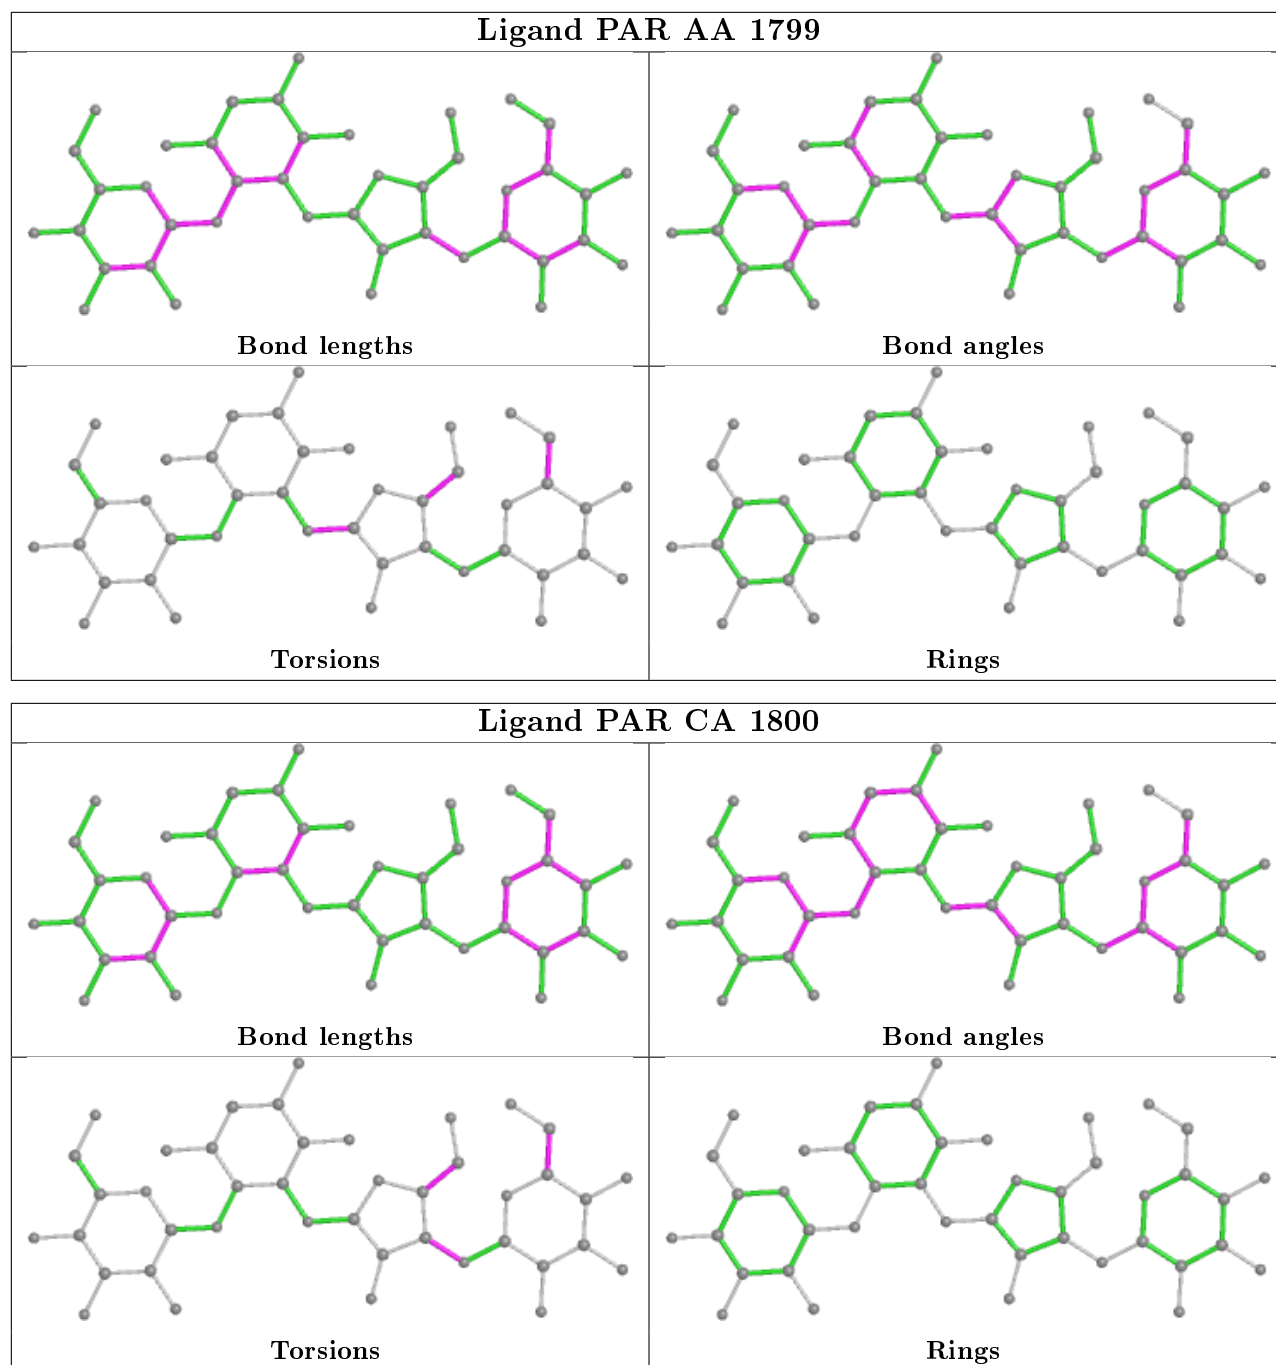 Ligand PAR AA 1799
Bond lengths
Bond angles
Torsions
Rings
Ligand PAR CA 1800
Bond lengths
Bond angles
Torsions
Rings